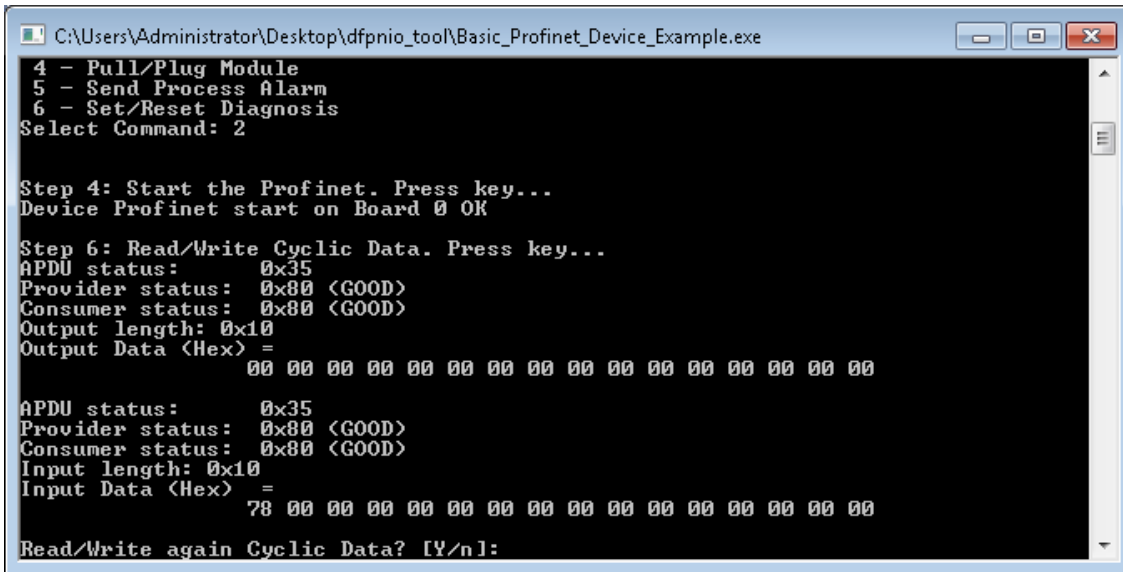 C:\Users\Administrator\Desktop\dfpnio_tool\Basic_Profinet_Device_Example.exe
4 - Pull/Plug Module
5 - Send Process Alarm
6 - Set/Reset Diagnosis
Select Command: 2
Step 4: Start the Profinet. Press key...
Device Profinet start on Board 0 OK
Step 6: Read/Write Cyclic Data. Press key...
APDU status: 0x35
Provider status: 0x80 (GOOD)
Consumer status: 0x80 (GOOD)
Output length: 0x10
Output Data (Hex) =
00 00 00 00 00 00 00 00 00 00 00 00 00 00 00 00
APDU status: 0x35
Provider status: 0x80 (GOOD)
Consumer status: 0x80 (GOOD)
Input length: 0x10
Input Data (Hex) =
78 00 00 00 00 00 00 00 00 00 00 00 00 00 00 00
Read/Write again Cyclic Data? [Y/n]: